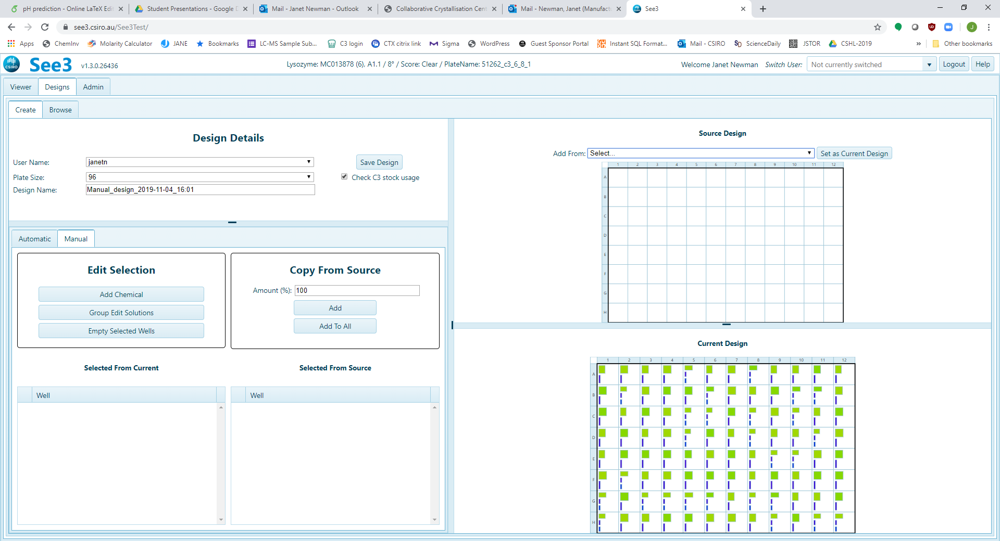 pH prediction - Online LaTeX Edi
Student Presentations - Google D
Mail - Janet Newman - Outlook
Collaborative Crystallisation Cent
Mail - Newman, Janet (Manufact
See3
see3.csiro.au/See3Test/
Apps
ChemInv
Molarity Calculator
JANE
Bookmarks
LC-MS Sample Sub...
C3 login
CTX citrix link
Sigma
WordPress
Guest Sponsor Portal
Instant SQL Format...
Mail - CSIRO
ScienceDaily
JSTOR
CSHL-2019
»
Other bookmarks
CSIRO
See3 v1.3.0.26436
Lysozyme: MC013878 (6), A1.1 / 8° / Score: Clear / PlateName: 51262_c3_6_8_1
Welcome Janet Newman
Switch User:
Not currently switched
Logout
Help
Viewer
Designs
Admin
Create
Browse
Design Details
User Name:
janetn
Save Design
Plate Size:
96
Check C3 stock usage
Design Name:
Manual_design_2019-11-04_16:01
Automatic
Manual
Edit Selection
Add Chemical
Group Edit Solutions
Empty Selected Wells
Copy From Source
Amount (%):
100
Add
Add To All
Selected From Current
Well
Selected From Source
Well
Source Design
Add From:
Select...
Set as Current Design
1 2 3 4 5 6 7 8 9 10 11 12
A
B
C
D
E
F
G
H
Current Design
1 2 3 4 5 6 7 8 9 10 11 12
A
B
C
D
E
F
G
H